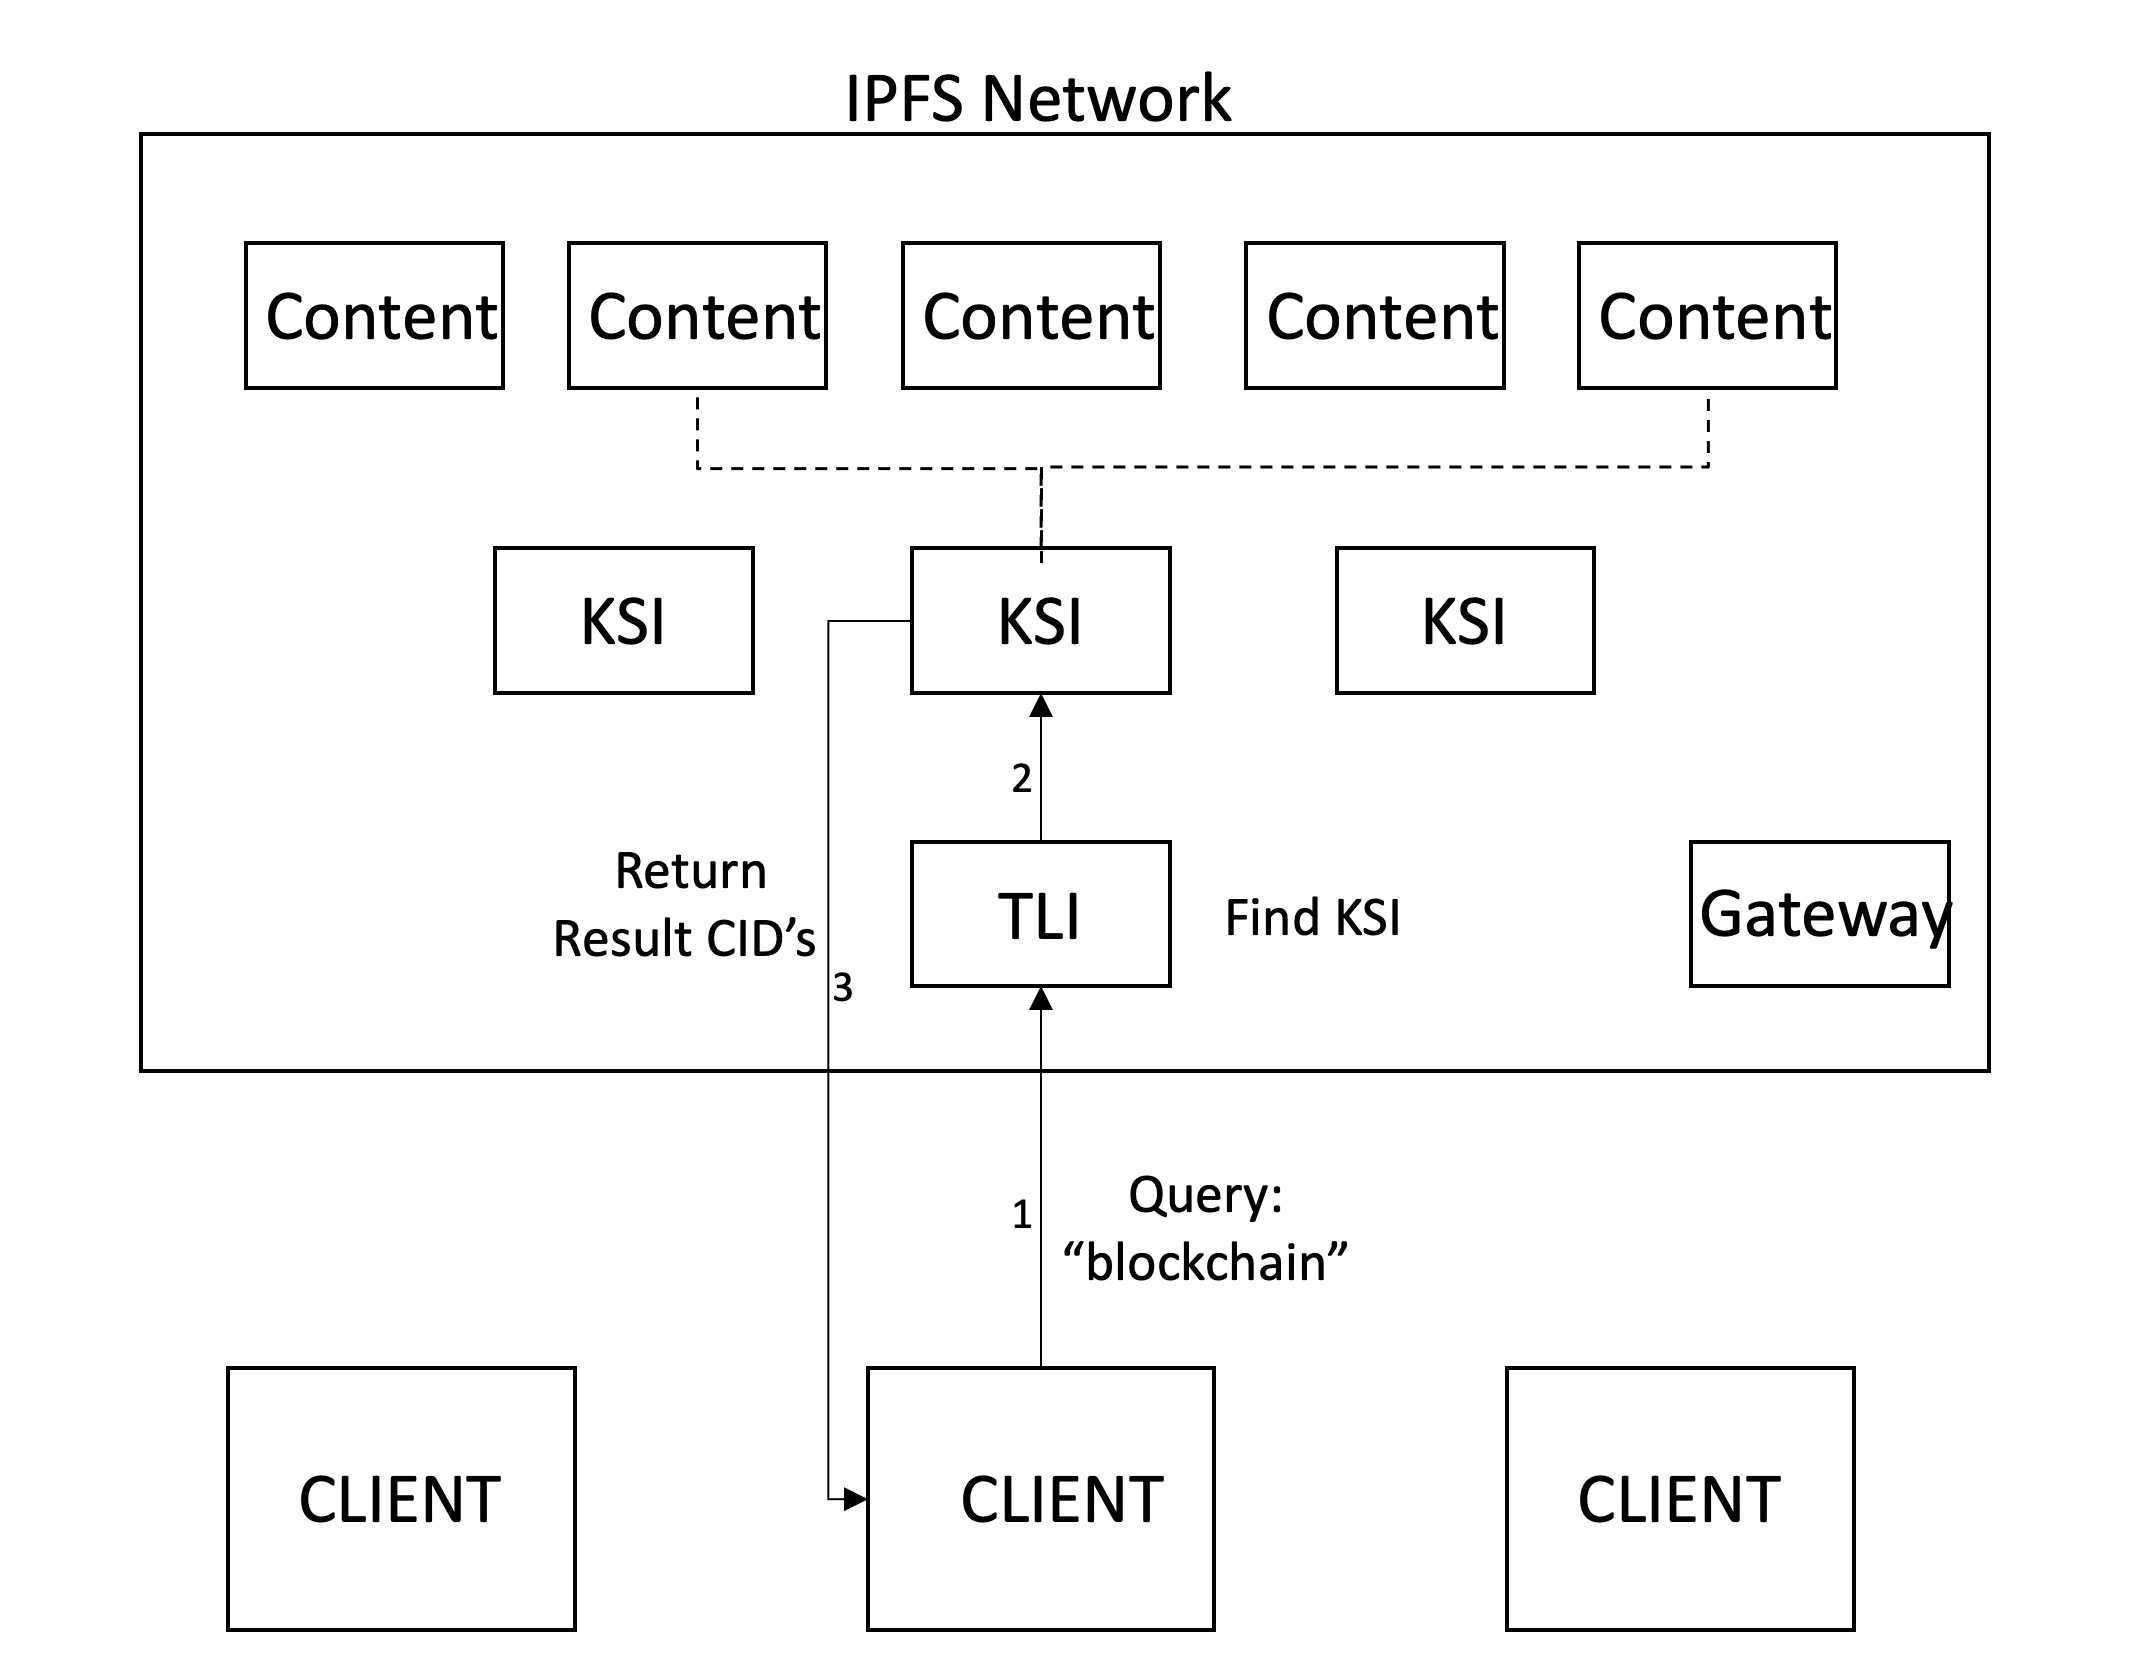 IPFS Network
Content
Content
Content
Content
Content
KSI
KSI
KSI
2
Return
Result CID’s
3
TLI
Find KSI
Gateway
1
Query:
“blockchain”
CLIENT
CLIENT
CLIENT